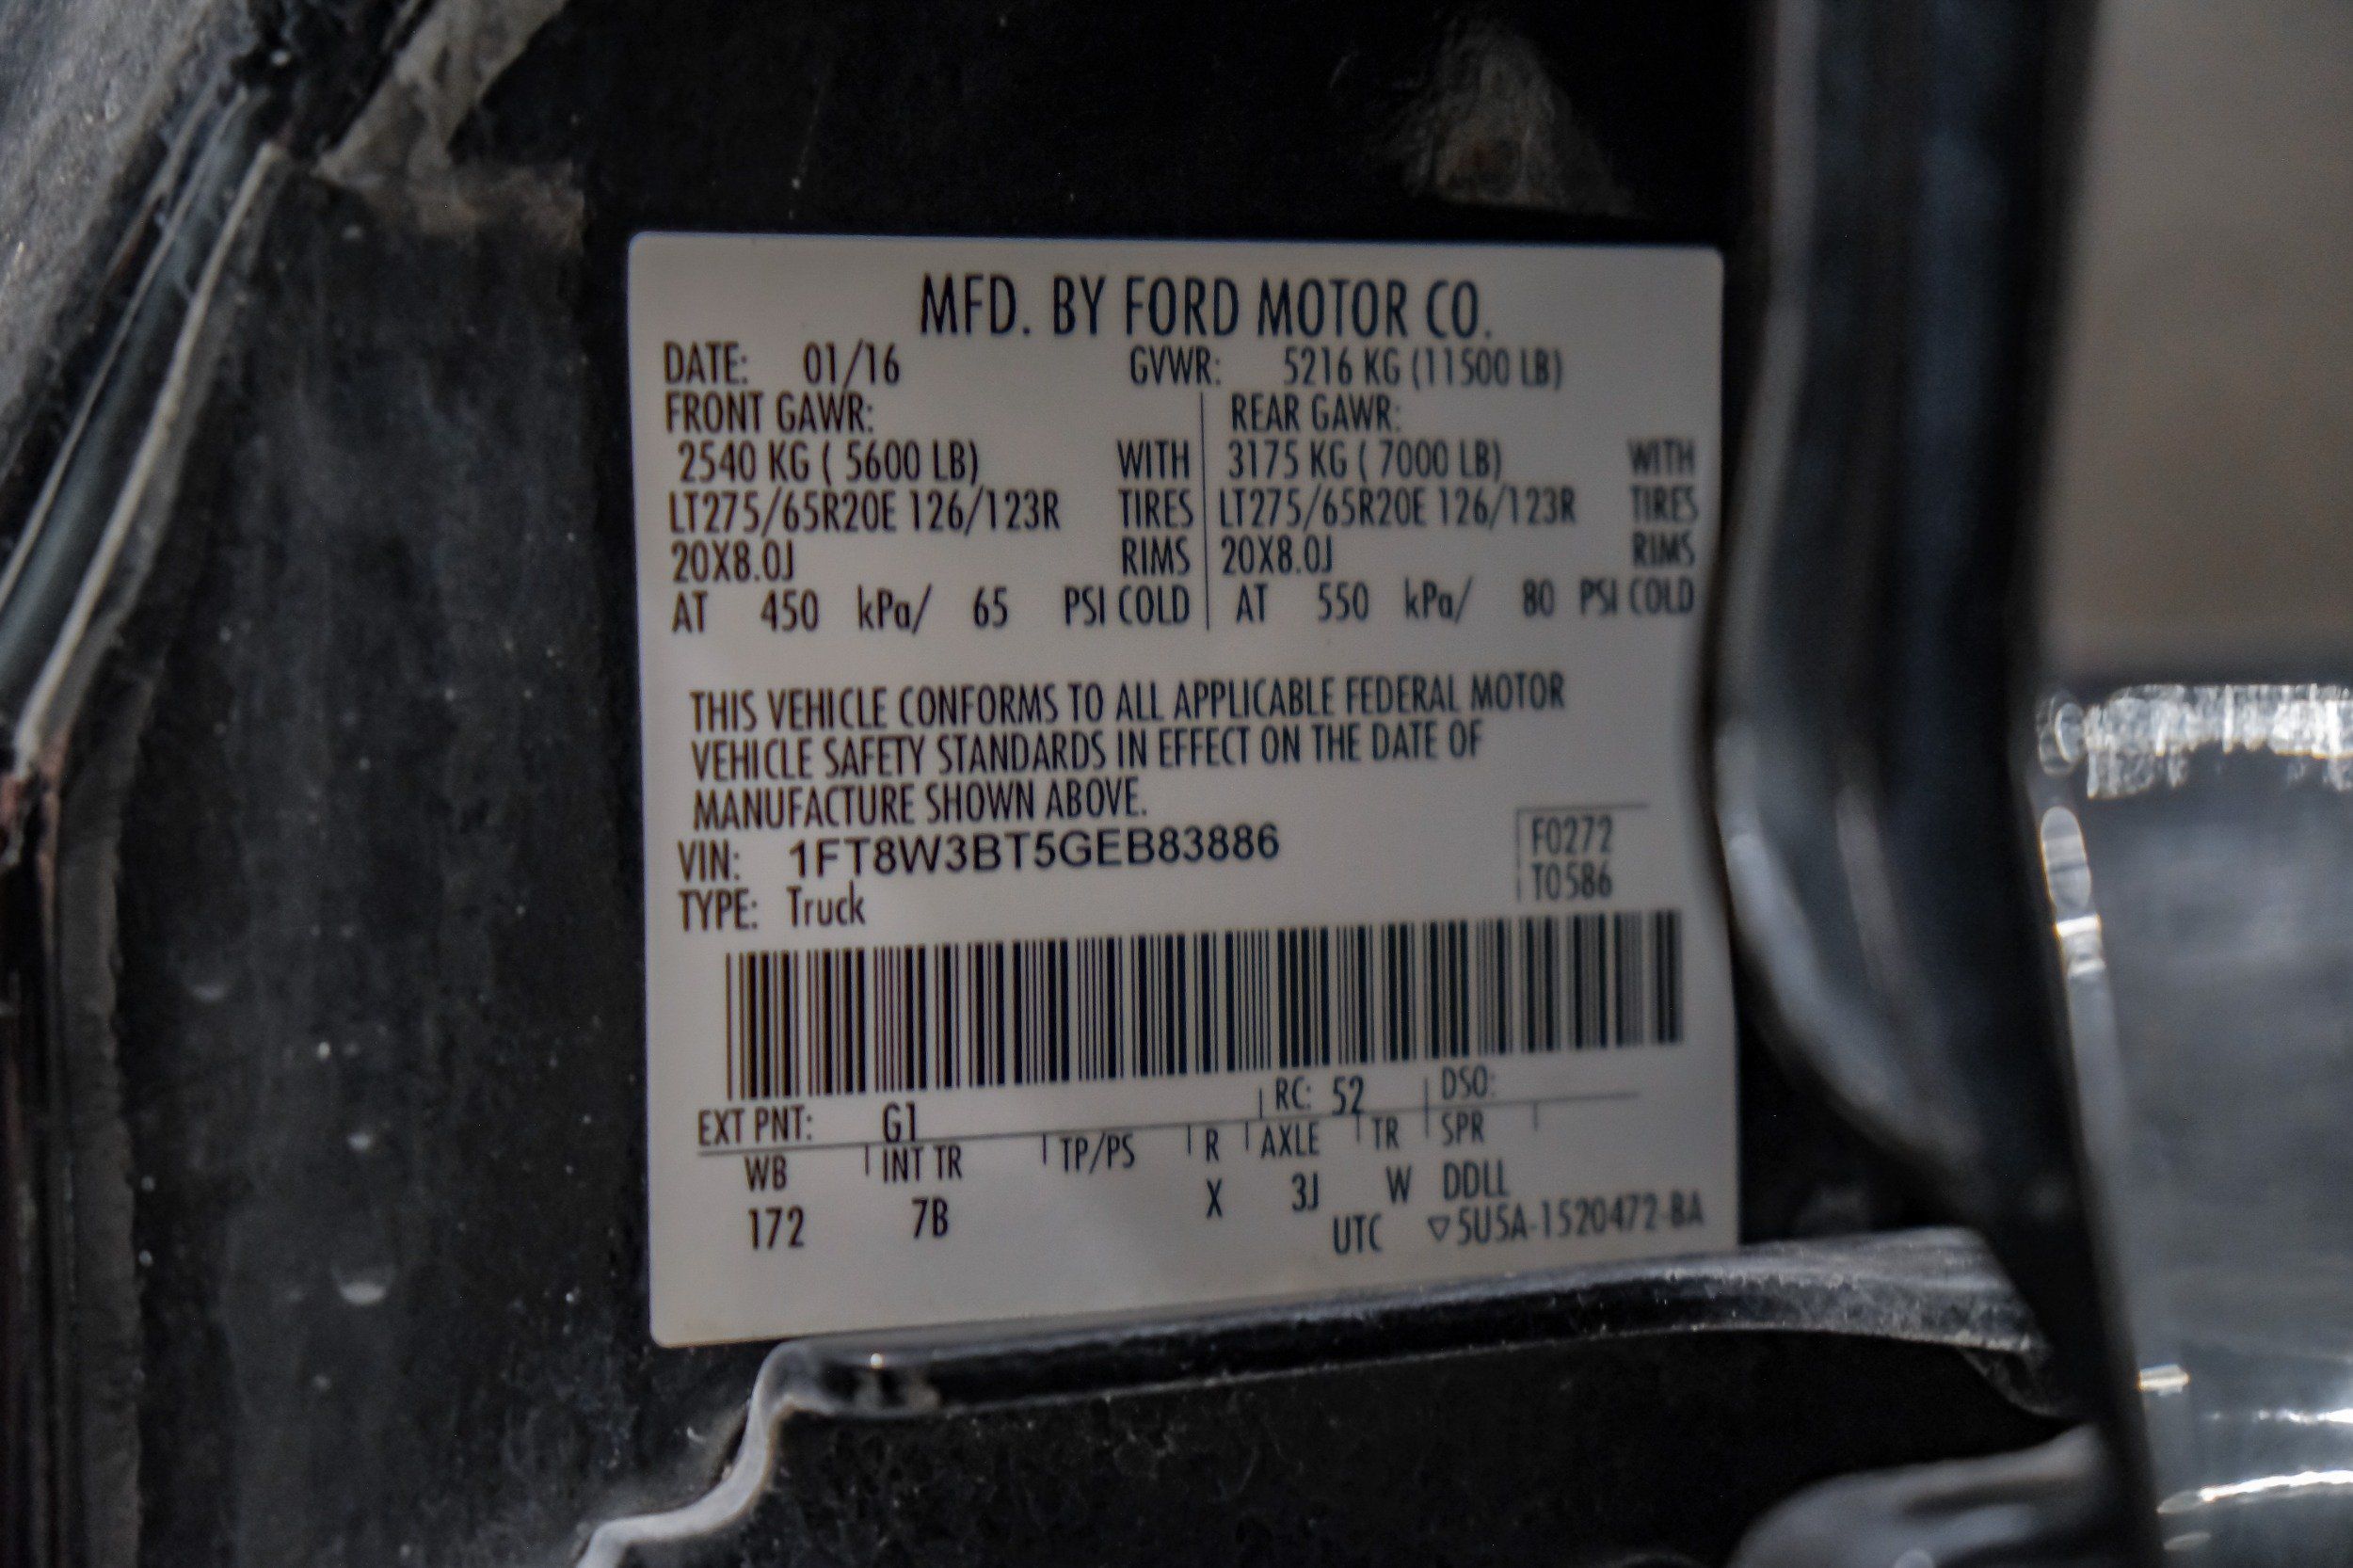 MFD. BY FORD MOTOR CO.
DATE: 01/16 GVWR: 5216 KG (11500 LB)
FRONT GAWR: REAR GAWR:
2540 KG ( 5600 LB) WITH 3175 KG ( 7000 LB) WITH
LT275/65R20E 126/123R TIRES LT275/65R20E 126/123R TIRES
20X8.0J RIMS 20X8.0J RIMS
AT 450 kPa/ 65 PSI COLD AT 550 kPa/ 80 PSI COLD
THIS VEHICLE CONFORMS TO ALL APPLICABLE FEDERAL MOTOR
VEHICLE SAFETY STANDARDS IN EFFECT ON THE DATE OF
MANUFACTURE SHOWN ABOVE.
VIN: 1FT8W3BT5GEB83886 F0272
TYPE: Truck T0586
EXT PNT: G1 RC: 52 DSO:
WB INT TR TP/PS R AXLE TR SPR
172 7B X 3J W DDLL
UTC ▽5U5A-1520472-BA